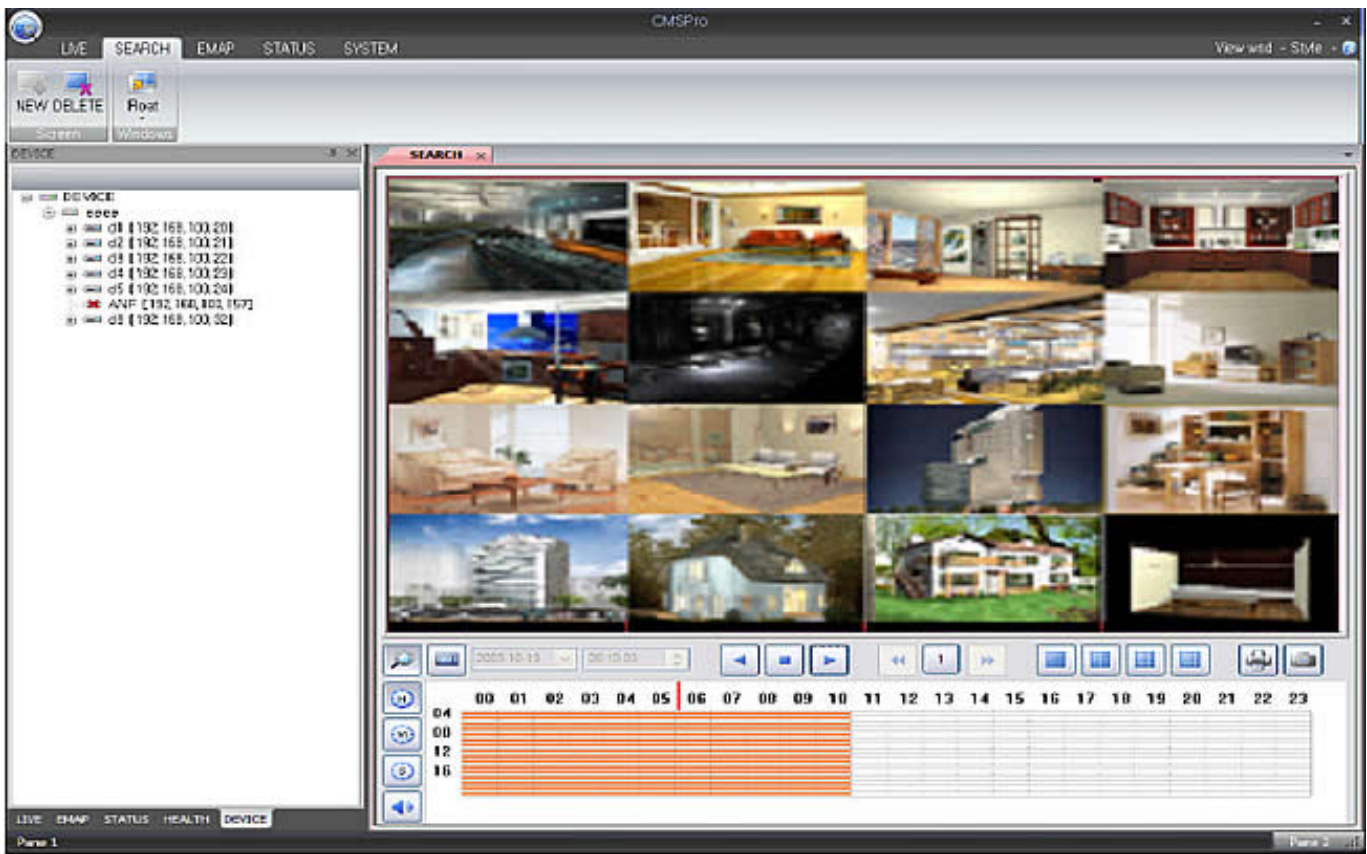 CMSPro
LIVE SEARCH EMAP STATUS SYSTEM
View wnd - Style -
NEW DELETE Float
Screen Windows
DEVICE
SEARCH
DEVICE
d1 [192,168,100,20]
d2 [192,168,100,21]
d3 [192,168,100,22]
d4 [192,168,100,23]
d5 [192,168,100,24]
[192,168,100,157]
[192,168,100,32]
1
00 01 02 03 04 05 06 07 08 09 10 11 12 13 14 15 16 17 18 19 20 21 22 23
04
08
12
16
LIVE EMAP STATUS HEALTH DEVICE
Pane 1
Pane 2